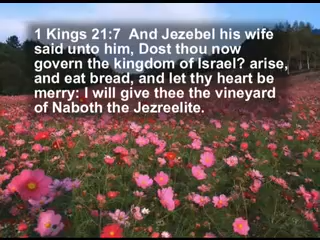 1 Kings 21:7  And Jezebel his wife
said unto him, Dost thou now
govern the kingdom of Israel? arise,
and eat bread, and let thy heart be
merry: I will give thee the vineyard
of Naboth the Jezreelite.